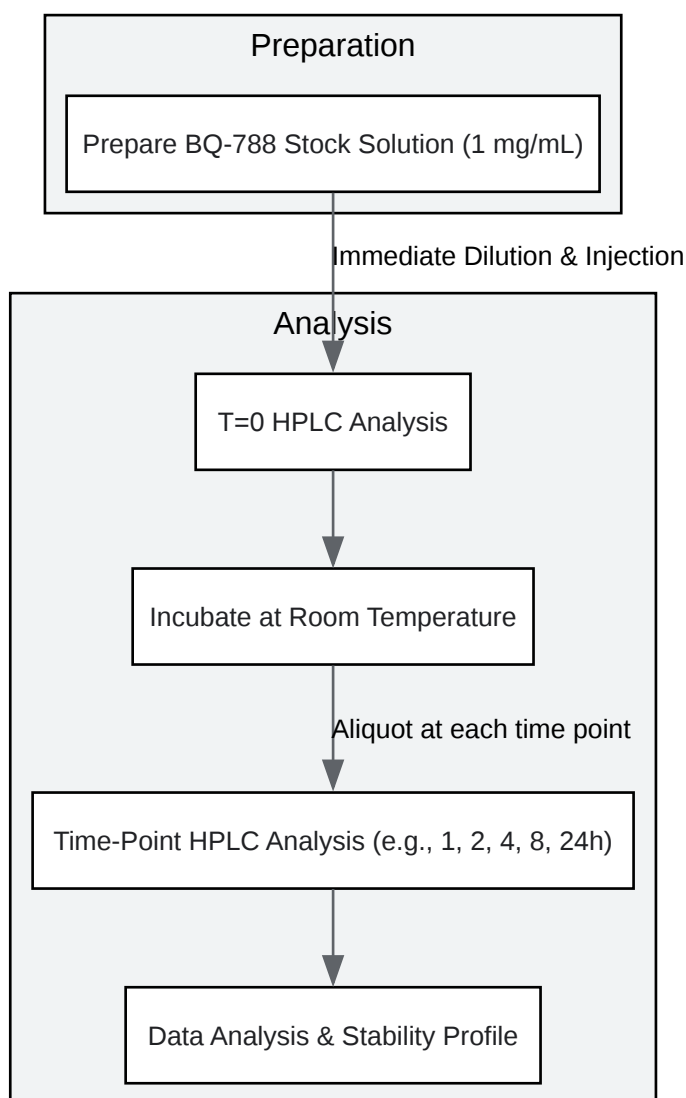 Preparation
Prepare BQ-788 Stock Solution (1 mg/mL)
Immediate Dilution & Injection
Analysis
T=0 HPLC Analysis
Incubate at Room Temperature
Aliquot at each time point
Time-Point HPLC Analysis (e.g., 1, 2, 4, 8, 24h)
Data Analysis & Stability Profile